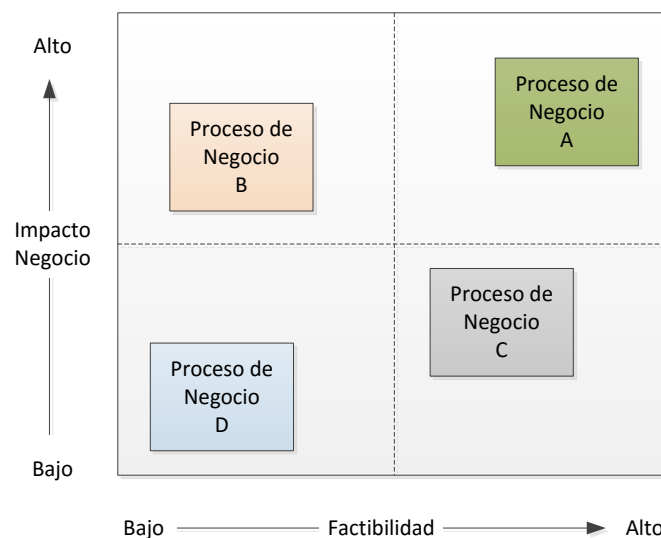 Alto
Proceso de
Negocio
A
Proceso de
Negocio
B
Impacto
Negocio
Proceso de
Negocio
C
Proceso de
Negocio
D
Bajo
Bajo
Factibilidad
Alto